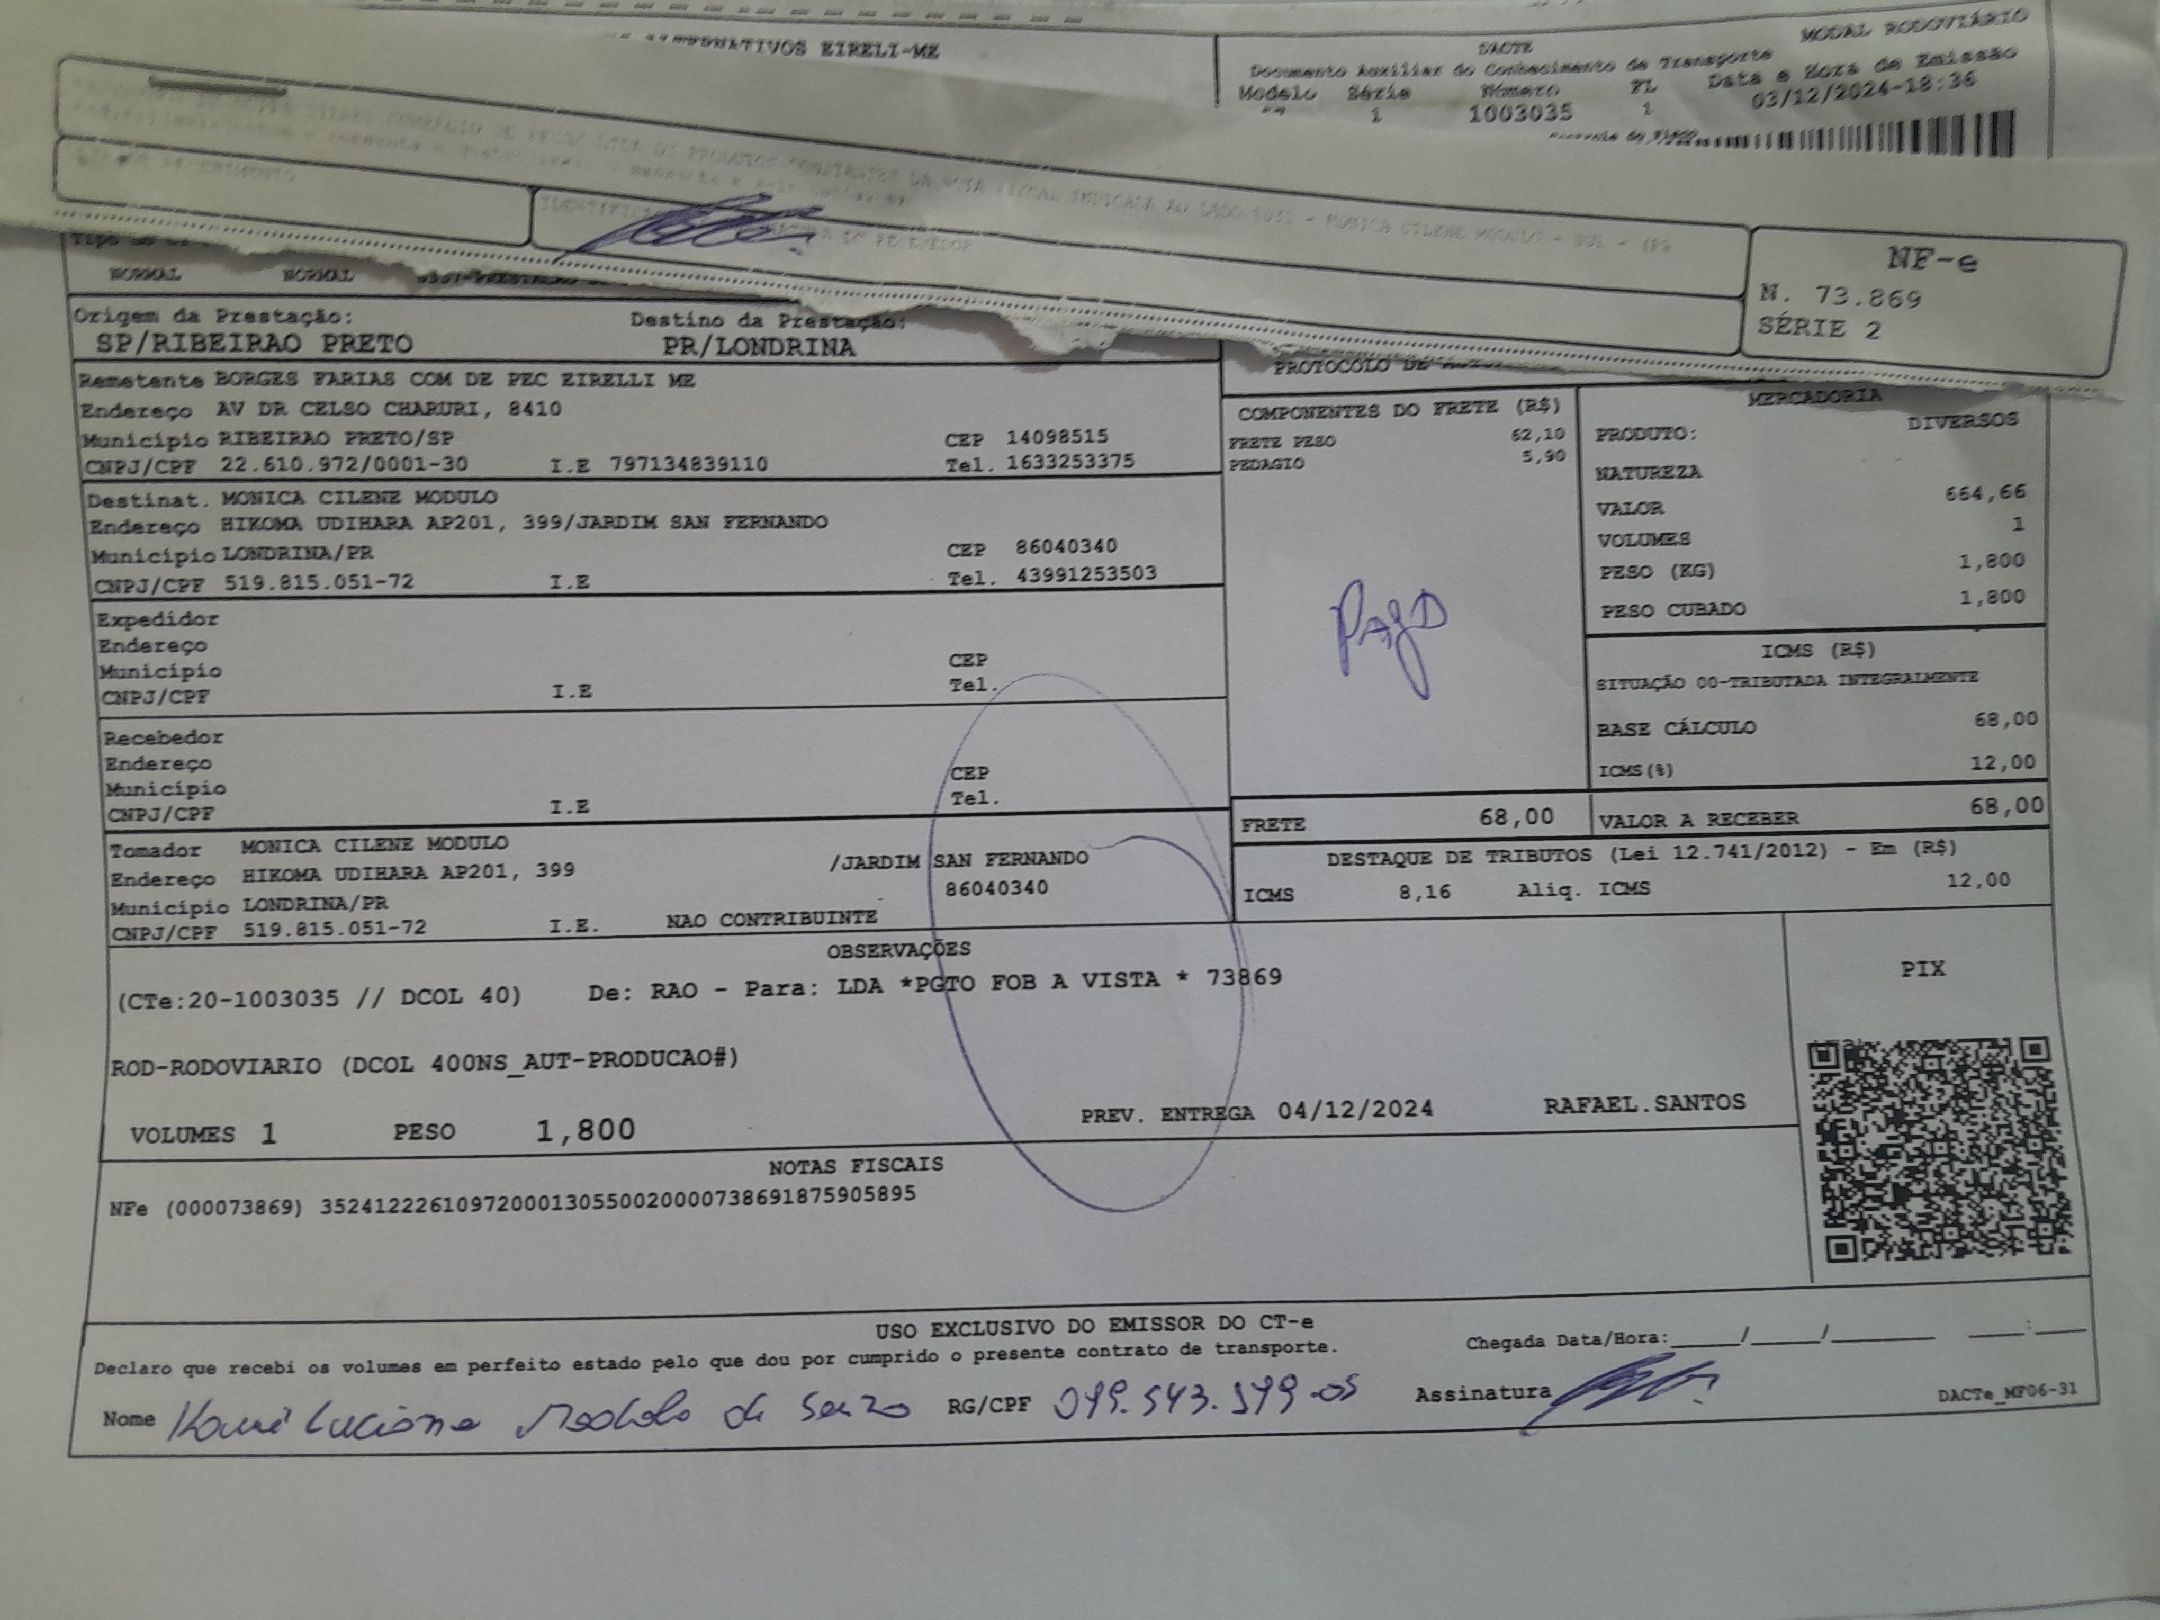 EIRELI-ME
MODAL RODOVIÁRIO
DACTE
Documento Auxiliar do Conhecimento de Transporte
Modelo Série Número FL Data e Hora de Emissão
1 1003035 1 03/12/2024-18:36
NF-e
N. 73.869
SÉRIE 2
NORMAL NORMAL
Origem da Prestação: Destino da Prestação:
SP/RIBEIRAO PRETO PR/LONDRINA
PROTOCOLO DE
Remetente BORGES FARIAS COM DE PEC EIRELLI ME
Endereço AV DR CELSO CHARURI, 8410
Município RIBEIRAO PRETO/SP CEP 14098515
CNPJ/CPF 22.610.972/0001-30 I.E 797134839110 Tel. 1633253375
Destinat. MONICA CILENE MODULO
Endereço HIKOMA UDIHARA AP201, 399/JARDIM SAN FERNANDO
Município LONDRINA/PR CEP 86040340
CNPJ/CPF 519.815.051-72 I.E Tel. 43991253503
Expedidor
Endereço
Município CEP
CNPJ/CPF I.E Tel.
Recebedor
Endereço CEP
Município Tel.
CNPJ/CPF I.E
Tomador MONICA CILENE MODULO
Endereço HIKOMA UDIHARA AP201, 399 /JARDIM SAN FERNANDO
Município LONDRINA/PR 86040340
CNPJ/CPF 519.815.051-72 I.E. NAO CONTRIBUINTE
COMPONENTES DO FRETE (R$)
FRETE PESO 62,10
PEDAGIO 5,90
PAGO
MERCADORIA
PRODUTO: DIVERSOS
NATUREZA
VALOR 664,66
VOLUMES 1
PESO (KG) 1,800
PESO CUBADO 1,800
ICMS (R$)
SITUAÇÃO 00-TRIBUTADA INTEGRALMENTE
BASE CÁLCULO 68,00
ICMS(%) 12,00
FRETE 68,00 VALOR A RECEBER 68,00
DESTAQUE DE TRIBUTOS (Lei 12.741/2012) - Em (R$)
ICMS 8,16 Aliq. ICMS 12,00
OBSERVAÇÕES
(CTe:20-1003035 // DCOL 40) De: RAO - Para: LDA *PGTO FOB A VISTA * 73869
ROD-RODOVIARIO (DCOL 400NS_AUT-PRODUCAO#)
VOLUMES 1 PESO 1,800 PREV. ENTREGA 04/12/2024 RAFAEL.SANTOS
PIX
NOTAS FISCAIS
NFe (000073869) 35241222610972000130550020000738691875905895
USO EXCLUSIVO DO EMISSOR DO CT-e
Declaro que recebi os volumes em perfeito estado pelo que dou por cumprido o presente contrato de transporte.
Chegada Data/Hora:_____/_____/_______ ___:___
Nome Luciana RG/CPF Assinatura
DACTe_MF06-31